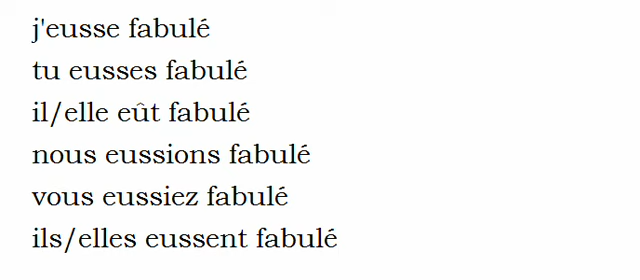 j'eusse fabulé
tu eusses fabulé
il/elle eût fabulé
nous eussions fabulé
vous eussiez fabulé
ils/elles eussent fabulé